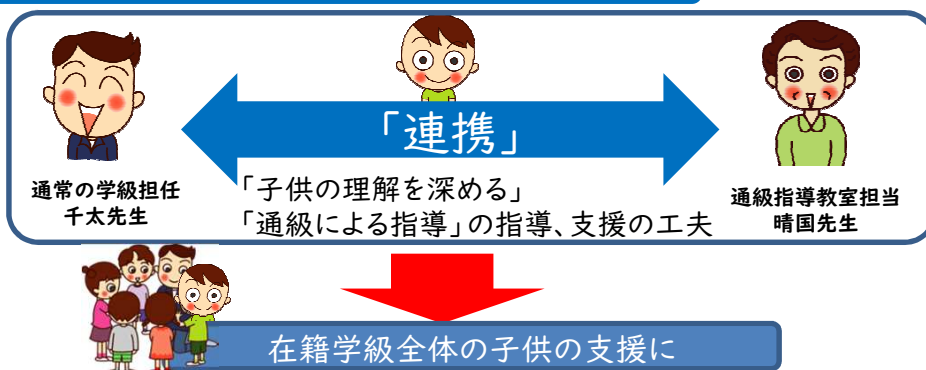 「連携」
「子供の理解を深める」
「通級による指導」の指導、支援の工夫
通常の学級担任
千太先生
通級指導教室担当
晴国先生
在籍学級全体の子供の支援に